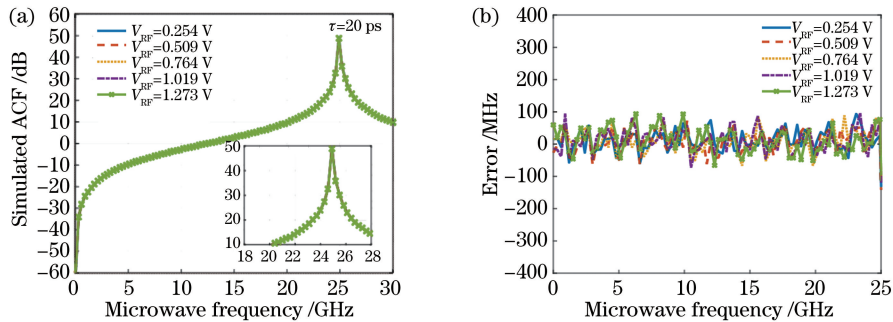 (a)
Simulated ACF /dB
60
50
40
30
20
10
0
−10
−20
−30
−40
−50
−60
V_RF=0.254 V
V_RF=0.509 V
V_RF=0.764 V
V_RF=1.019 V
V_RF=1.273 V
τ=20 ps
50
40
30
20
10
18 20 22 24 26 28
0 5 10 15 20 25 30
Microwave frequency /GHz
(b)
Error /MHz
400
300
200
100
0
−100
−200
−300
−400
V_RF=0.254 V
V_RF=0.509 V
V_RF=0.764 V
V_RF=1.019 V
V_RF=1.273 V
0 5 10 15 20 25
Microwave frequency /GHz